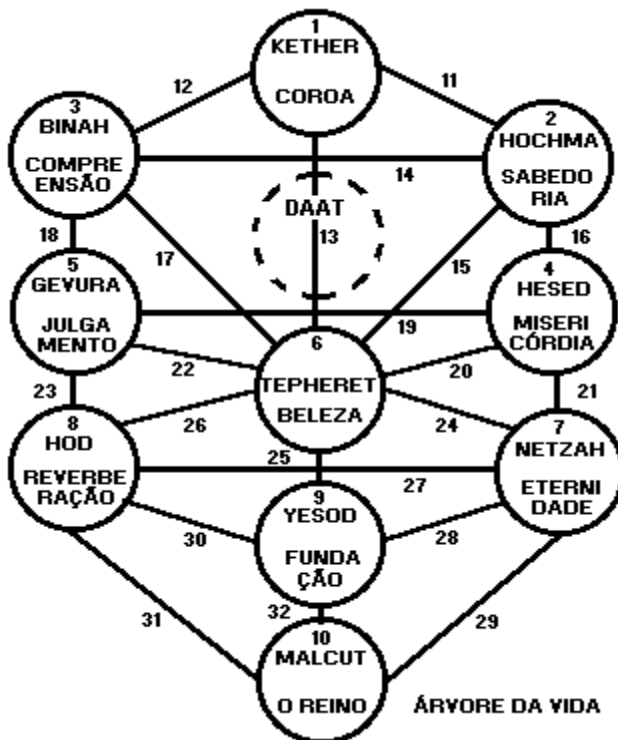 1
KETHER
COROA
12
11
3
BINAH
COMPRE
ENSÃO
2
HOCHMA
SABEDO
RIA
14
DAAT
13
18
17
15
16
5
GEVURA
JULGA
MENTO
4
HESED
MISERI
CÓRDIA
19
6
TEPHERET
BELEZA
22
20
23
21
26
24
8
HOD
REVERBE
RAÇÃO
7
NETZAH
ETERNI
DADE
25
27
9
YESOD
FUNDA
ÇÃO
30
28
32
31
29
10
MALCUT
O REINO
ÁRVORE DA VIDA